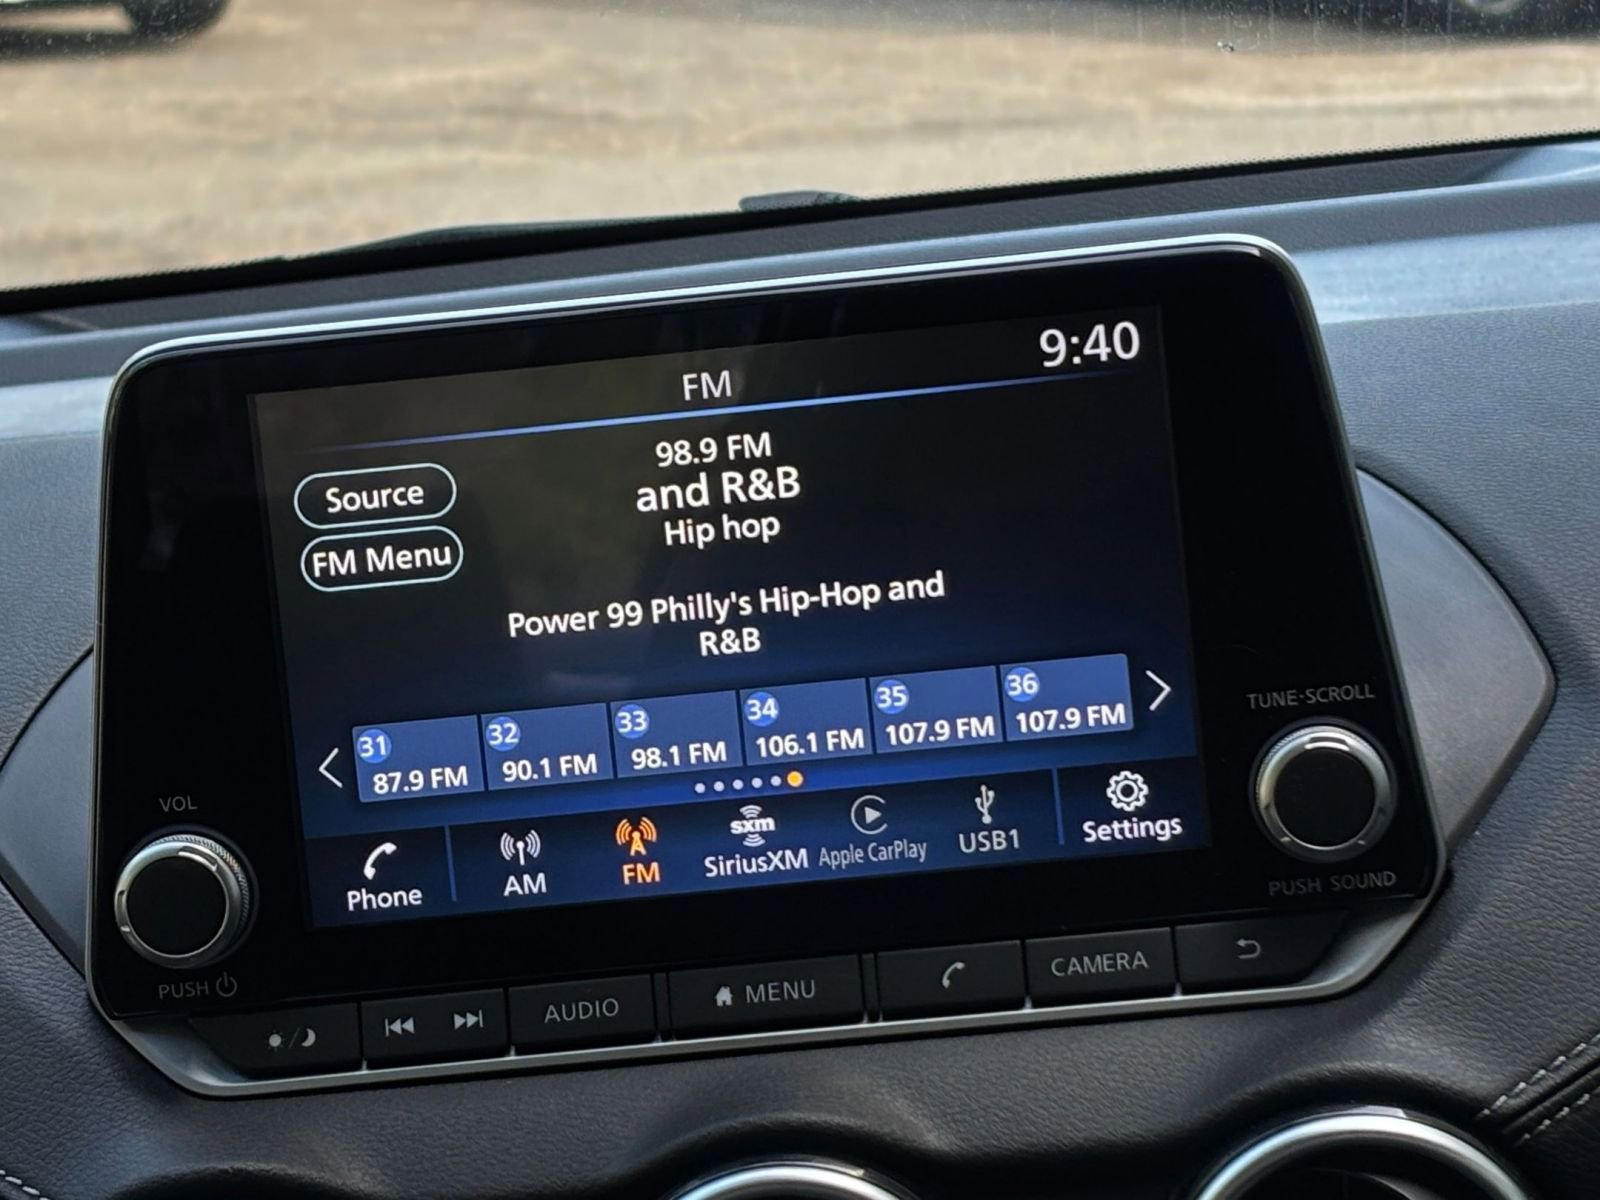 9:40
FM
98.9 FM
and R&B
Hip hop
Source
FM Menu
Power 99 Philly's Hip-Hop and
R&B
31 32 33 34 35 36
87.9 FM 90.1 FM 98.1 FM 106.1 FM 107.9 FM 107.9 FM
Phone AM FM sxm SiriusXM Apple CarPlay USB1 Settings
VOL
PUSH
TUNE·SCROLL
PUSH SOUND
AUDIO MENU CAMERA